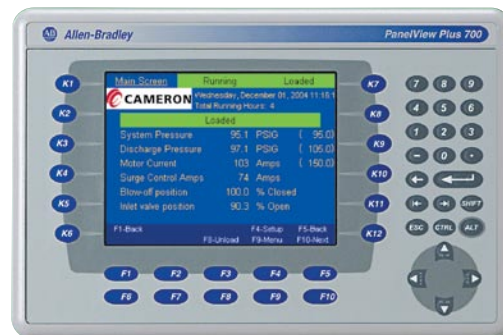 AB Allen-Bradley
PanelView Plus 700
Main Screen Running Loaded
CAMERON
Wednesday, December 01, 2004 11:16:1
Total Running Hours: 4
Loaded
System Pressure 95.1 PSIG ( 95.0)
Discharge Pressure 97.1 PSIG ( 105.0)
Motor Current 103 Amps ( 150.0)
Surge Control Amps 74 Amps
Blow-off position 100.0 % Closed
Inlet valve position 90.3 % Open
F1-Back F4-Setup F5-Back
F8-Unload F9-Menu F10-Next
K1
K2
K3
K4
K5
K6
K7
K8
K9
K10
K11
K12
7 8 9
4 5 6
1 2 3
- 0 .
SHIFT
ESC CTRL ALT
F1 F2 F3 F4 F5
F6 F7 F8 F9 F10